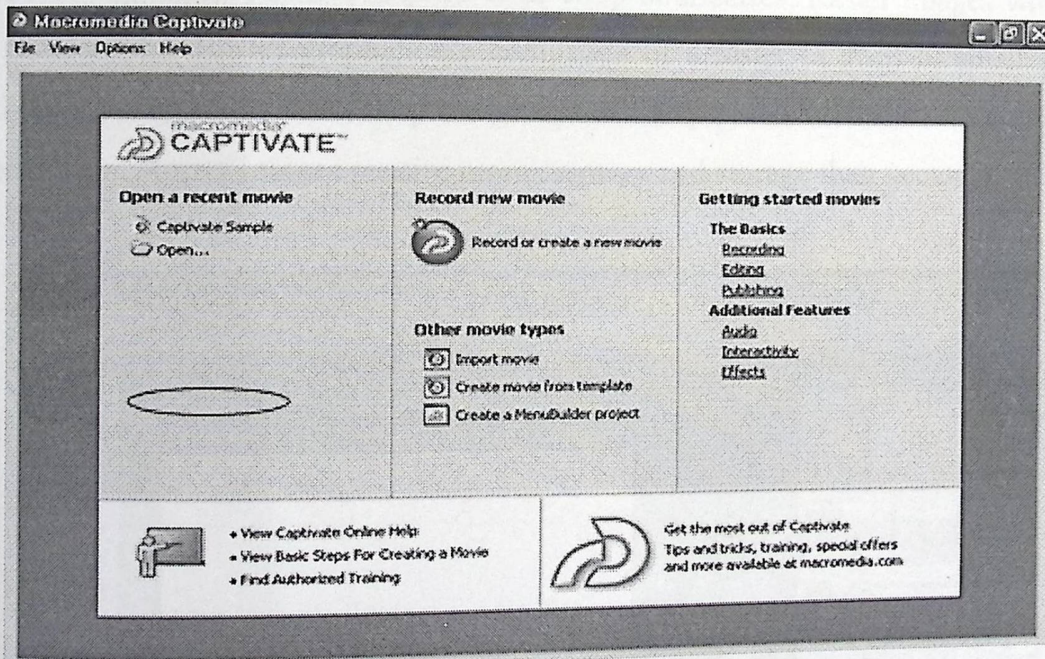 Macromedia Captivate
File View Options Help
macromedia
CAPTIVATE™
Open a recent movie
Captivate Sample
Open...
Record new movie
Record or create a new movie
Other movie types
Import movie
Create movie from template
Create a MenuBuilder project
Getting started movies
The Basics
Recording
Editing
Publishing
Additional Features
Audio
Interactivity
Effects
• View Captivate Online Help
• View Basic Steps For Creating a Movie
• Find Authorized Training
Get the most out of Captivate
Tips and tricks, training, special offers
and more available at macromedia.com